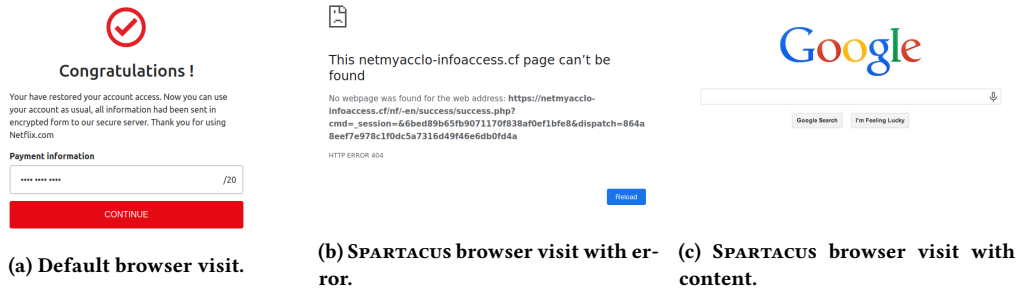 Congratulations !
Your have restored your account access. Now you can use
your account as usual, all information had been sent in
encrypted form to our secure server. Thank you for using
Netflix.com
Payment information
•••• •••• ••••
/20
CONTINUE
(a) Default browser visit.
This netmyacclo-infoaccess.cf page can't be
found
No webpage was found for the web address: https://netmyacclo-
infoaccess.cf/nf/-en/success/success.php?
cmd=_session=&6bed89b65fb9071170f838af0ef1bfe8&dispatch=864a
8eef7e978c1f0dc5a7316d49f46e6db0fd4a
HTTP ERROR 404
Reload
(b) SPARTACUS browser visit with er-
ror.
Google
Google Search
I'm Feeling Lucky
(c) SPARTACUS browser visit with
content.